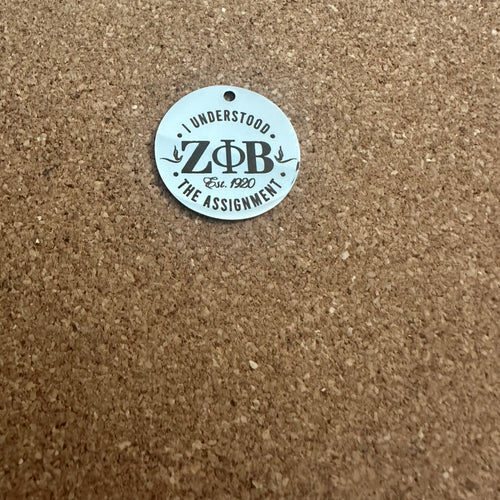 • I UNDERSTOOD •
ΖΦΒ
Est. 1920
THE ASSIGNMENT